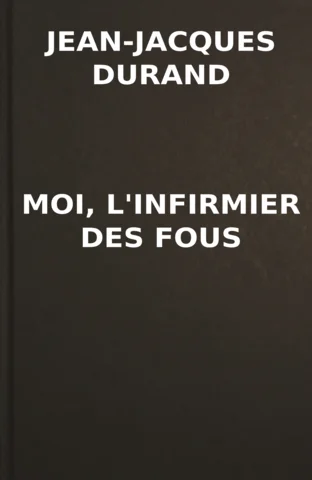 JEAN-JACQUES
DURAND
MOI, L'INFIRMIER
DES FOUS